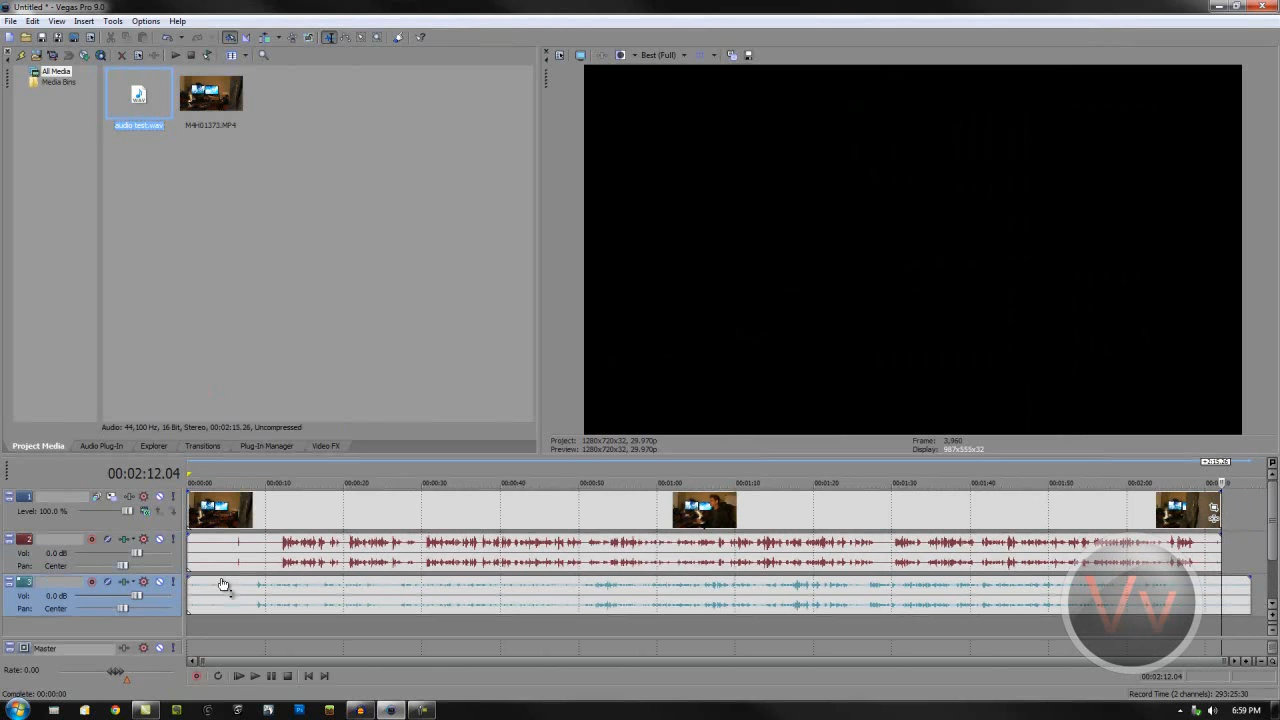 Untitled * - Vegas Pro 9.0
File Edit View Insert Tools Options Help
Best (Full)
All Media
Media Bins
audio test.wav
M4H01373.MP4
Audio: 44,100 Hz, 16 Bit, Stereo, 00:02:15.26, Uncompressed
Project Media Audio Plug-In Explorer Transitions Plug-In Manager Video FX
Project: 1280x720x32, 29.970p
Preview: 1280x720x32, 29.970p
Frame: 3,960
Display: 987x555x32
00:02:12.04
+2:15.26
00:00:00 00:00:10 00:00:20 00:00:30 00:00:40 00:00:50 00:01:00 00:01:10 00:01:20 00:01:30 00:01:40 00:01:50 00:02:00
1
Level: 100.0 %
2
Vol: 0.0 dB
Pan: Center
3
Vol: 0.0 dB
Pan: Center
Master
Rate: 0.00
Vv
00:02:12.04
Complete: 00:00:00
Record Time (2 channels): 293:25:30
6:59 PM